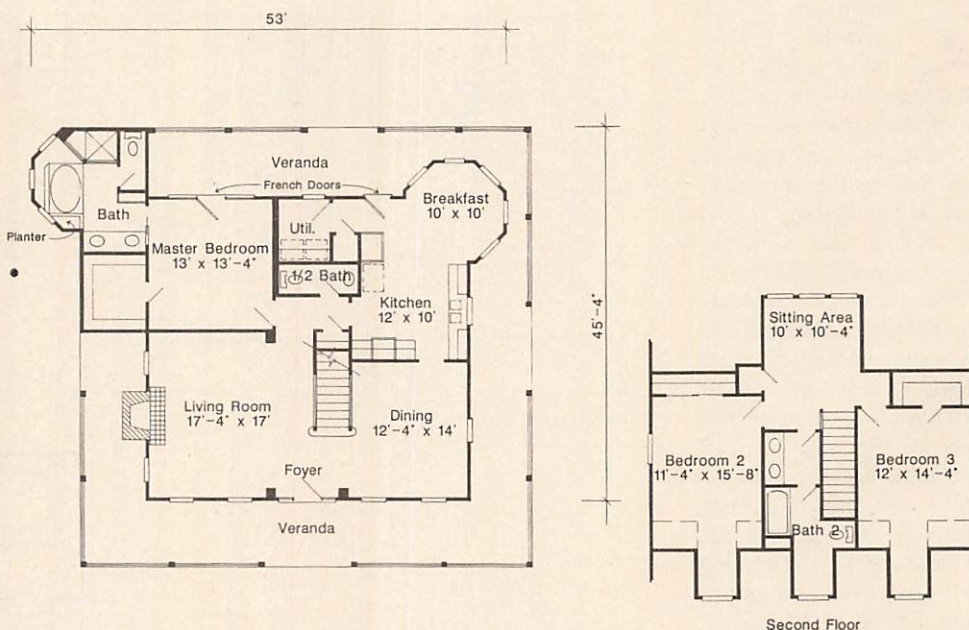 53'
Veranda
French Doors
Breakfast
10' x 10'
Bath
Util.
Planter
Master Bedroom
13' x 13'-4"
1/2 Bath
Kitchen
12' x 10'
45'-4"
Living Room
17'-4" x 17'
Dining
12'-4" x 14'
Foyer
Veranda
Sitting Area
10' x 10'-4"
Bedroom 2
11'-4" x 15'-8"
Bedroom 3
12' x 14'-4"
Bath 2
Second Floor